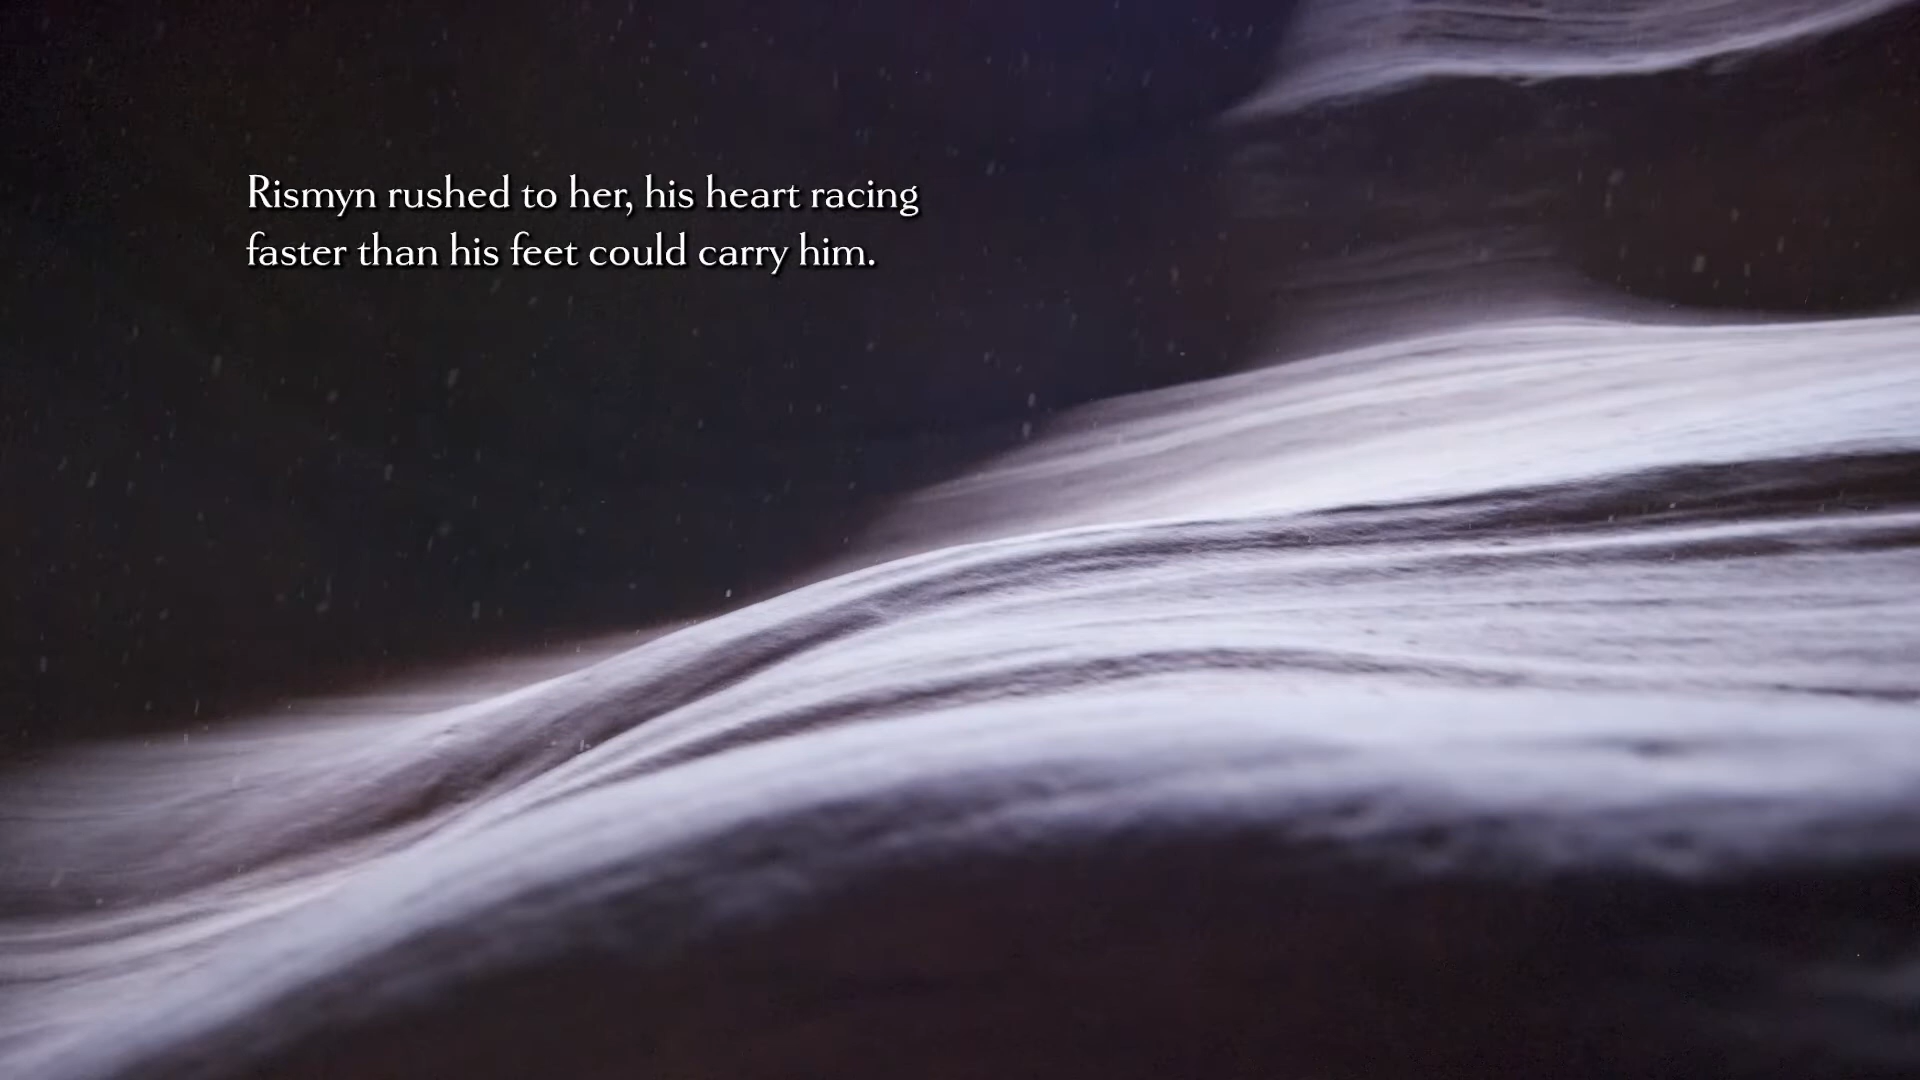 Rismyn rushed to her, his heart racing
faster than his feet could carry him.